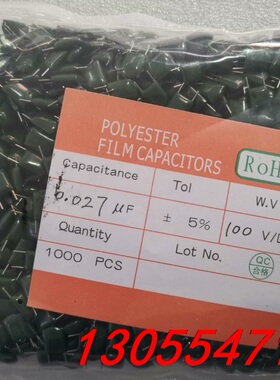 POLYESTER
FILM CAPACITORS
RoH
Capacitance
Tol
W.V
0.027 μF
± 5%
100 V/D
Quantity
Lot No.
1000 PCS
QC
合格
13055471